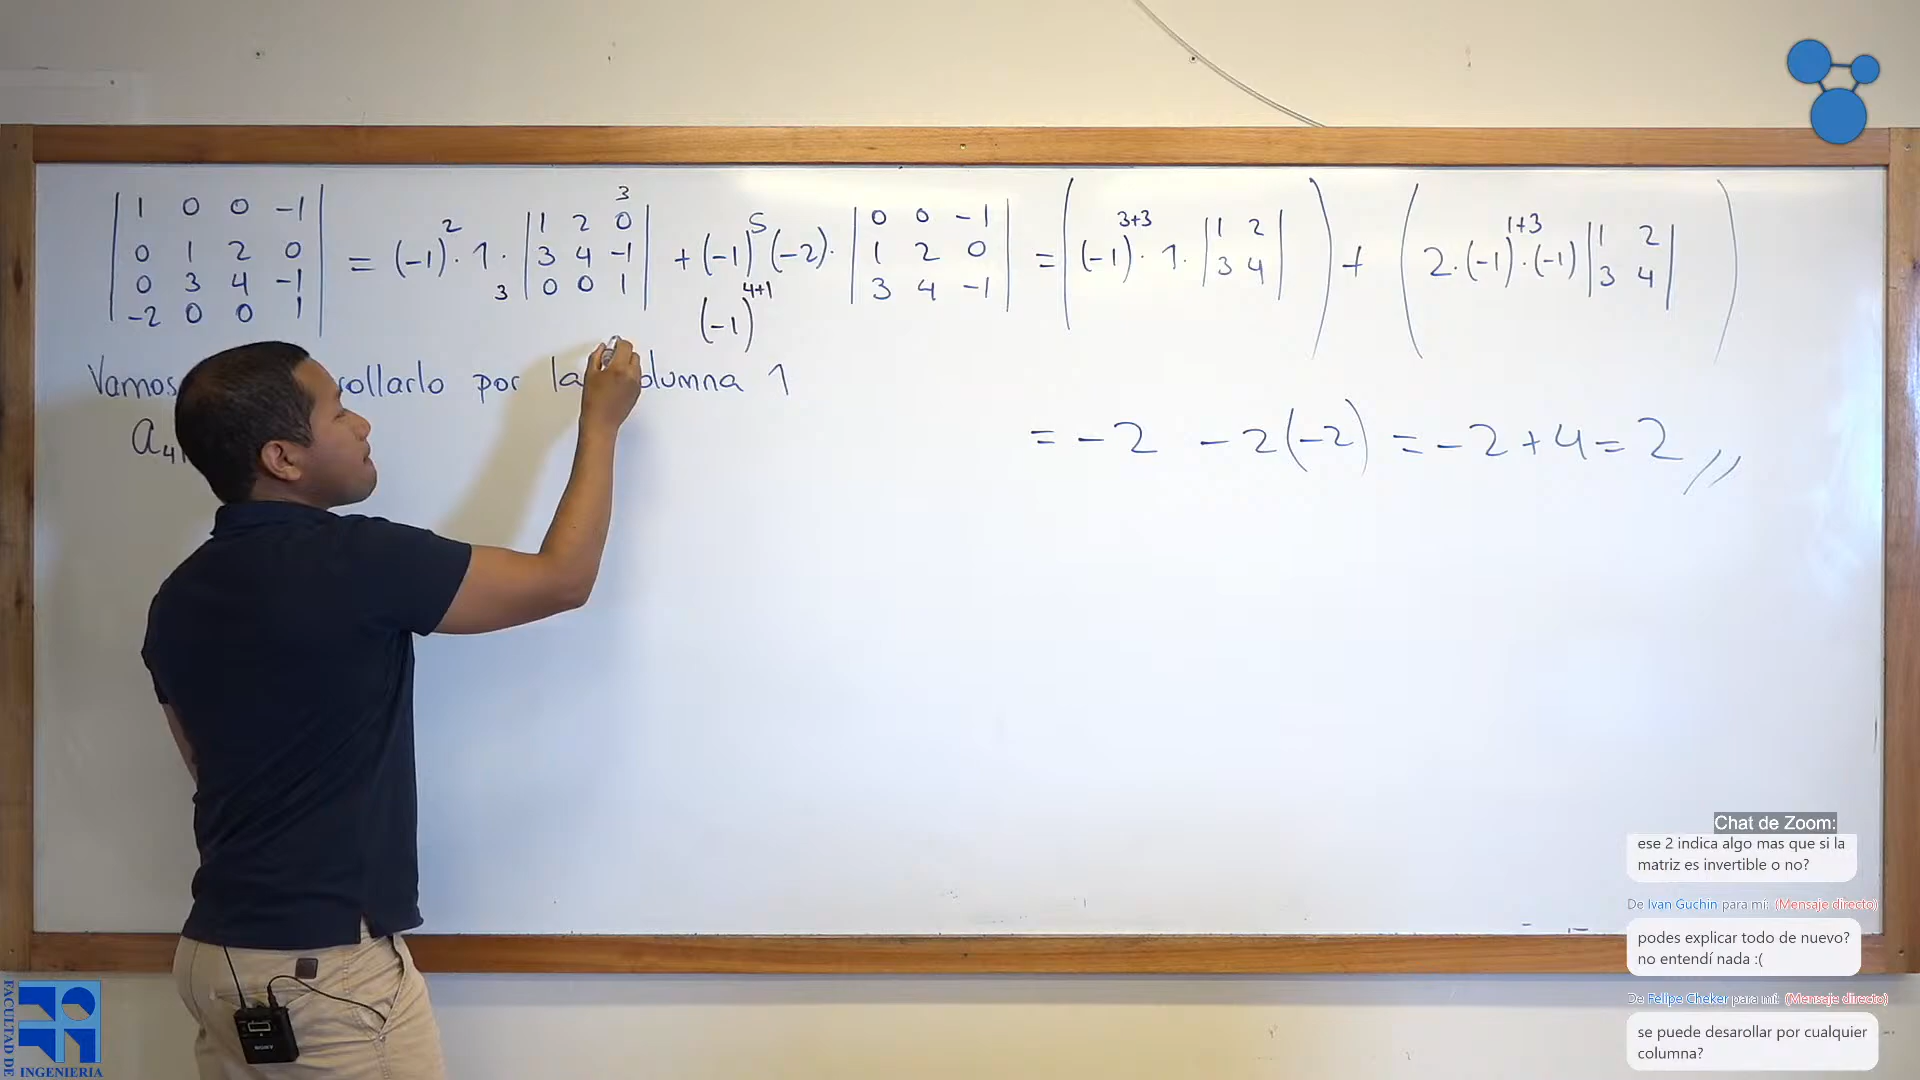 | 1 0 0 -1 |
| 0 1 2 0 |
| 0 3 4 -1 |
| -2 0 0 1 |
= (-1)² · 1 ·
3
| 1 2 0 |
| 3 4 -1 |
3 | 0 0 1 |
+ (-1)⁵ (-2) ·
(-1)⁴⁺¹
| 0 0 -1 |
| 1 2 0 |
| 3 4 -1 |
= ( (-1)³⁺³ · 1 · | 1 2 |
| 3 4 | ) + ( 2 · (-1)¹⁺³ · (-1) | 1 2 |
| 3 4 | )
Vamos rollarlo por la olumna 1
a₄₁
= -2 -2(-2) = -2+4 = 2 //
Chat de Zoom:
ese 2 indica algo mas que si la
matriz es invertible o no?
De Ivan Guchin para mí: (Mensaje directo)
podes explicar todo de nuevo?
no entendí nada :(
De Felipe Cheker para mí: (Mensaje directo)
se puede desarollar por cualquier
columna?
SONY
FACULTAD DE
INGENIERIA